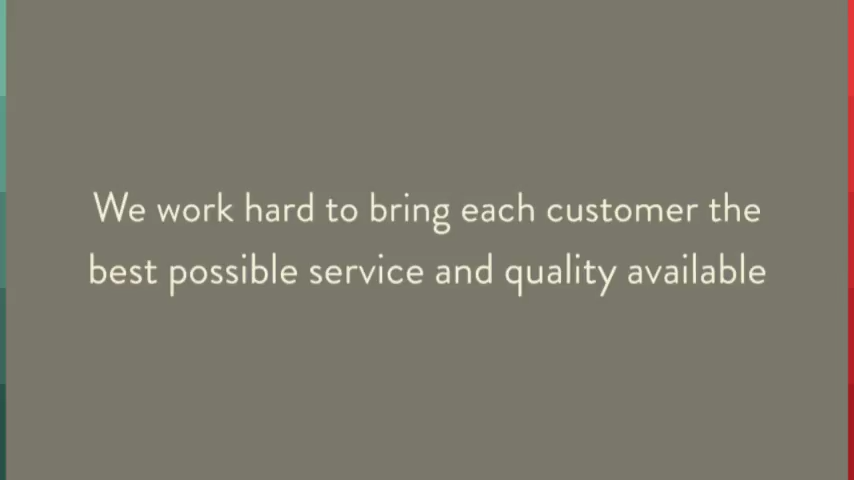 We work hard to bring each customer the
best possible service and quality available